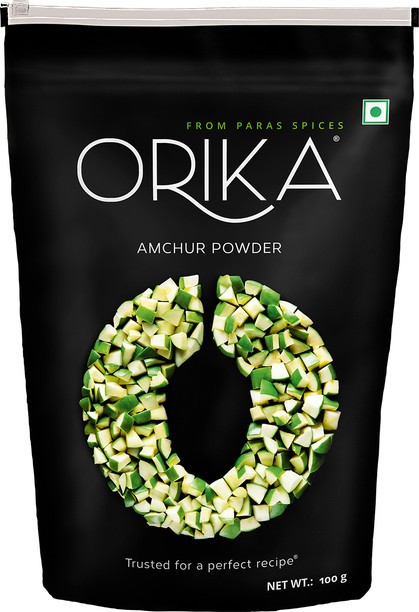 FROM PARAS SPICES
ORIKA®
AMCHUR POWDER
Trusted for a perfect recipe®
NET WT.: 100 g